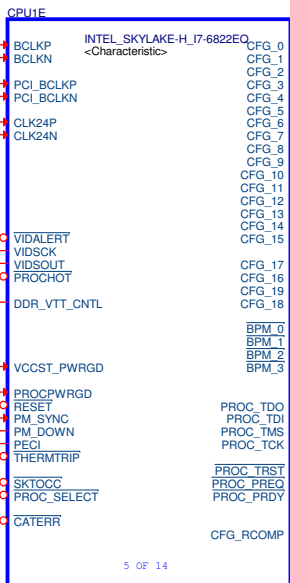 CPU1E
INTEL_SKYLAKE-H_I7-6822EQ
<Characteristic>
BCLKP
BCLKN
PCI_BCLKP
PCI_BCLKN
CLK24P
CLK24N
VIDALERT
VIDSCK
VIDSOUT
PROCHOT
DDR_VTT_CNTL
VCCST_PWRGD
PROCPWRGD
RESET
PM_SYNC
PM_DOWN
PECI
THERMTRIP
SKTOCC
PROC_SELECT
CATERR
CFG_0
CFG_1
CFG_2
CFG_3
CFG_4
CFG_5
CFG_6
CFG_7
CFG_8
CFG_9
CFG_10
CFG_11
CFG_12
CFG_13
CFG_14
CFG_15
CFG_17
CFG_16
CFG_19
CFG_18
BPM_0
BPM_1
BPM_2
BPM_3
PROC_TDO
PROC_TDI
PROC_TMS
PROC_TCK
PROC_TRST
PROC_PREQ
PROC_PRDY
CFG_RCOMP
5 OF 14